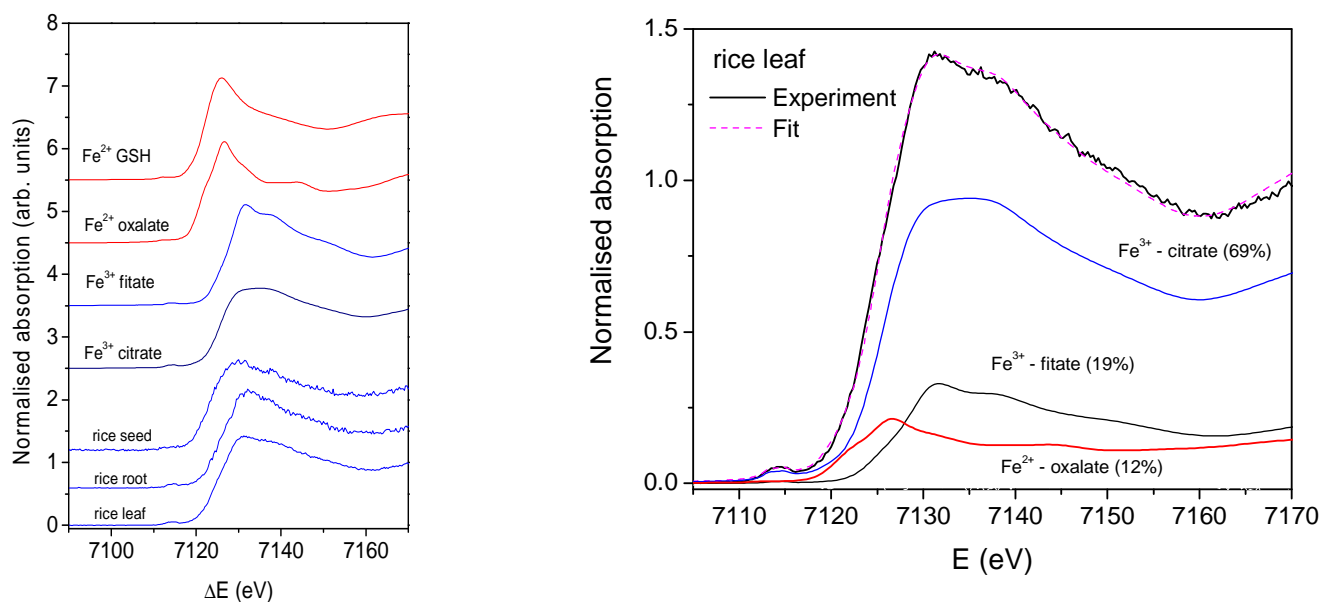 8
7
6
5
4
3
2
1
0
Normalised absorption (arb. units)
Fe²⁺ GSH
Fe²⁺ oxalate
Fe³⁺ fitate
Fe³⁺ citrate
rice seed
rice root
rice leaf
7100 7120 7140 7160
ΔE (eV)
1.5
1.0
0.5
0.0
Normalised absorption
rice leaf
Experiment
Fit
Fe³⁺ - citrate (69%)
Fe³⁺ - fitate (19%)
Fe²⁺ - oxalate (12%)
7110 7120 7130 7140 7150 7160 7170
E (eV)